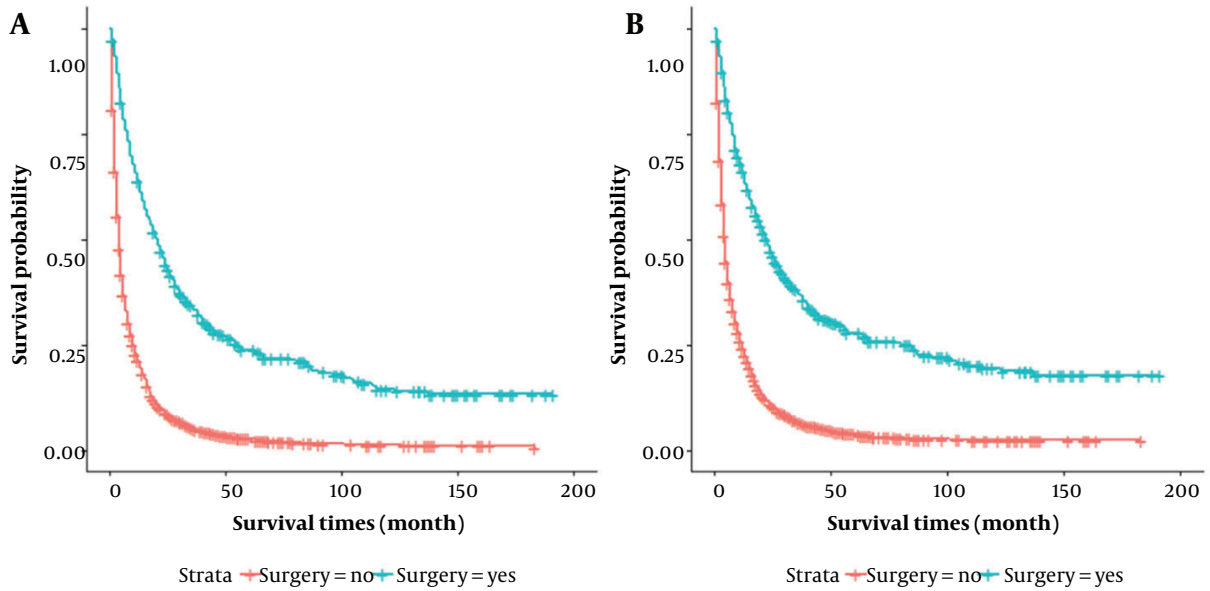 A
1.00
0.75
0.50
0.25
0.00
Survival probability
0 50 100 150 200
Survival times (month)
Strata Surgery = no Surgery = yes
B
1.00
0.75
0.50
0.25
0.00
Survival probability
0 50 100 150 200
Survival times (month)
Strata Surgery = no Surgery = yes